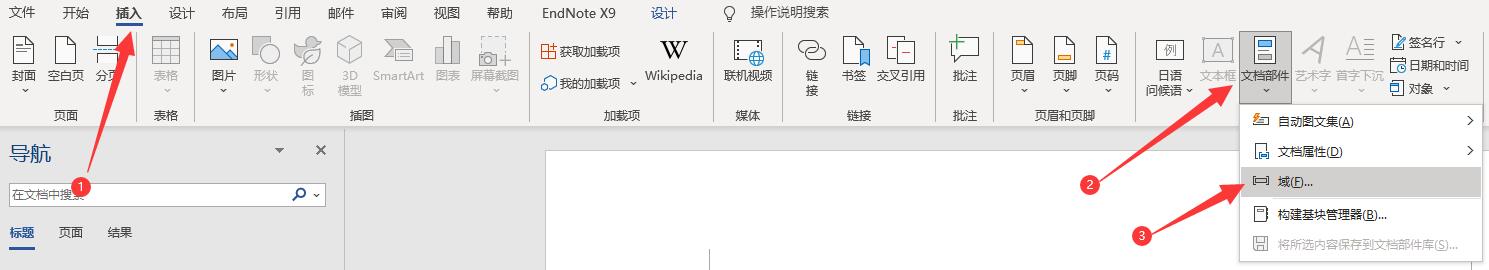 文件 开始 插入 设计 布局 引用 邮件 审阅 视图 帮助 EndNote X9 设计 操作说明搜索
封面 空白页 分页 表格 图片 形状 图标 3D模型 SmartArt 图表 屏幕截图 获取加载项 我的加载项 W Wikipedia 联机视频 链接 书签 交叉引用 批注 页眉 页脚 页码 # 例 日语问候语 A 文本框 文档部件 艺术字 首字下沉 签名行 日期和时间 对象
页面 表格 插图 加载项 媒体 链接 批注 页眉和页脚
自动图文集(A)
文档属性(D)
域(F)...
构建基块管理器(B)...
将所选内容保存到文档部件库(S)...
导航
在文档中搜索
标题 页面 结果
1
2
3